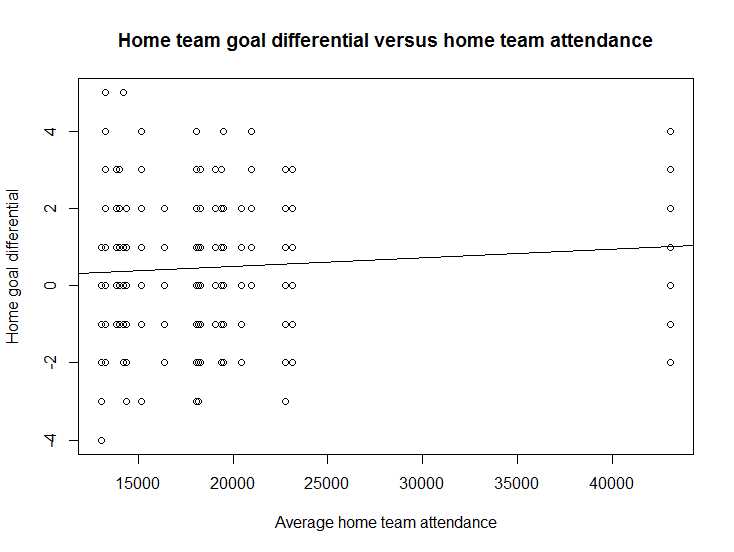 Home team goal differential versus home team attendance
Home goal differential
4
2
0
-2
-4
15000 20000 25000 30000 35000 40000
Average home team attendance